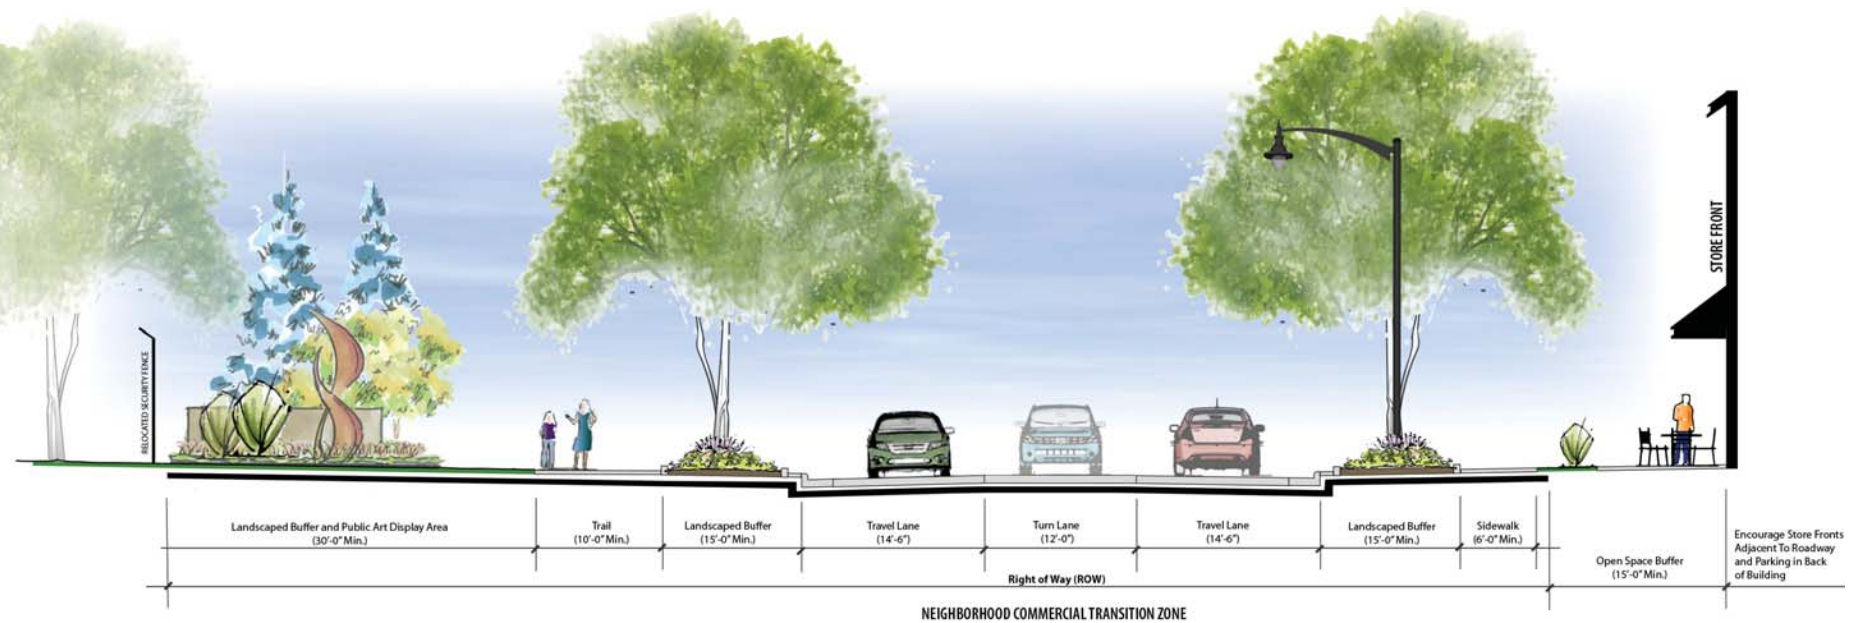 RELOCATED SECURITY FENCE
STORE FRONT
Landscaped Buffer and Public Art Display Area
(30'-0" Min.)
Trail
(10'-0" Min.)
Landscaped Buffer
(15'-0" Min.)
Travel Lane
(14'-6")
Turn Lane
(12'-0")
Travel Lane
(14'-6")
Landscaped Buffer
(15'-0" Min.)
Sidewalk
(6'-0" Min.)
Open Space Buffer
(15'-0" Min.)
Encourage Store Fronts
Adjacent To Roadway
and Parking in Back
of Building
Right of Way (ROW)
NEIGHBORHOOD COMMERCIAL TRANSITION ZONE